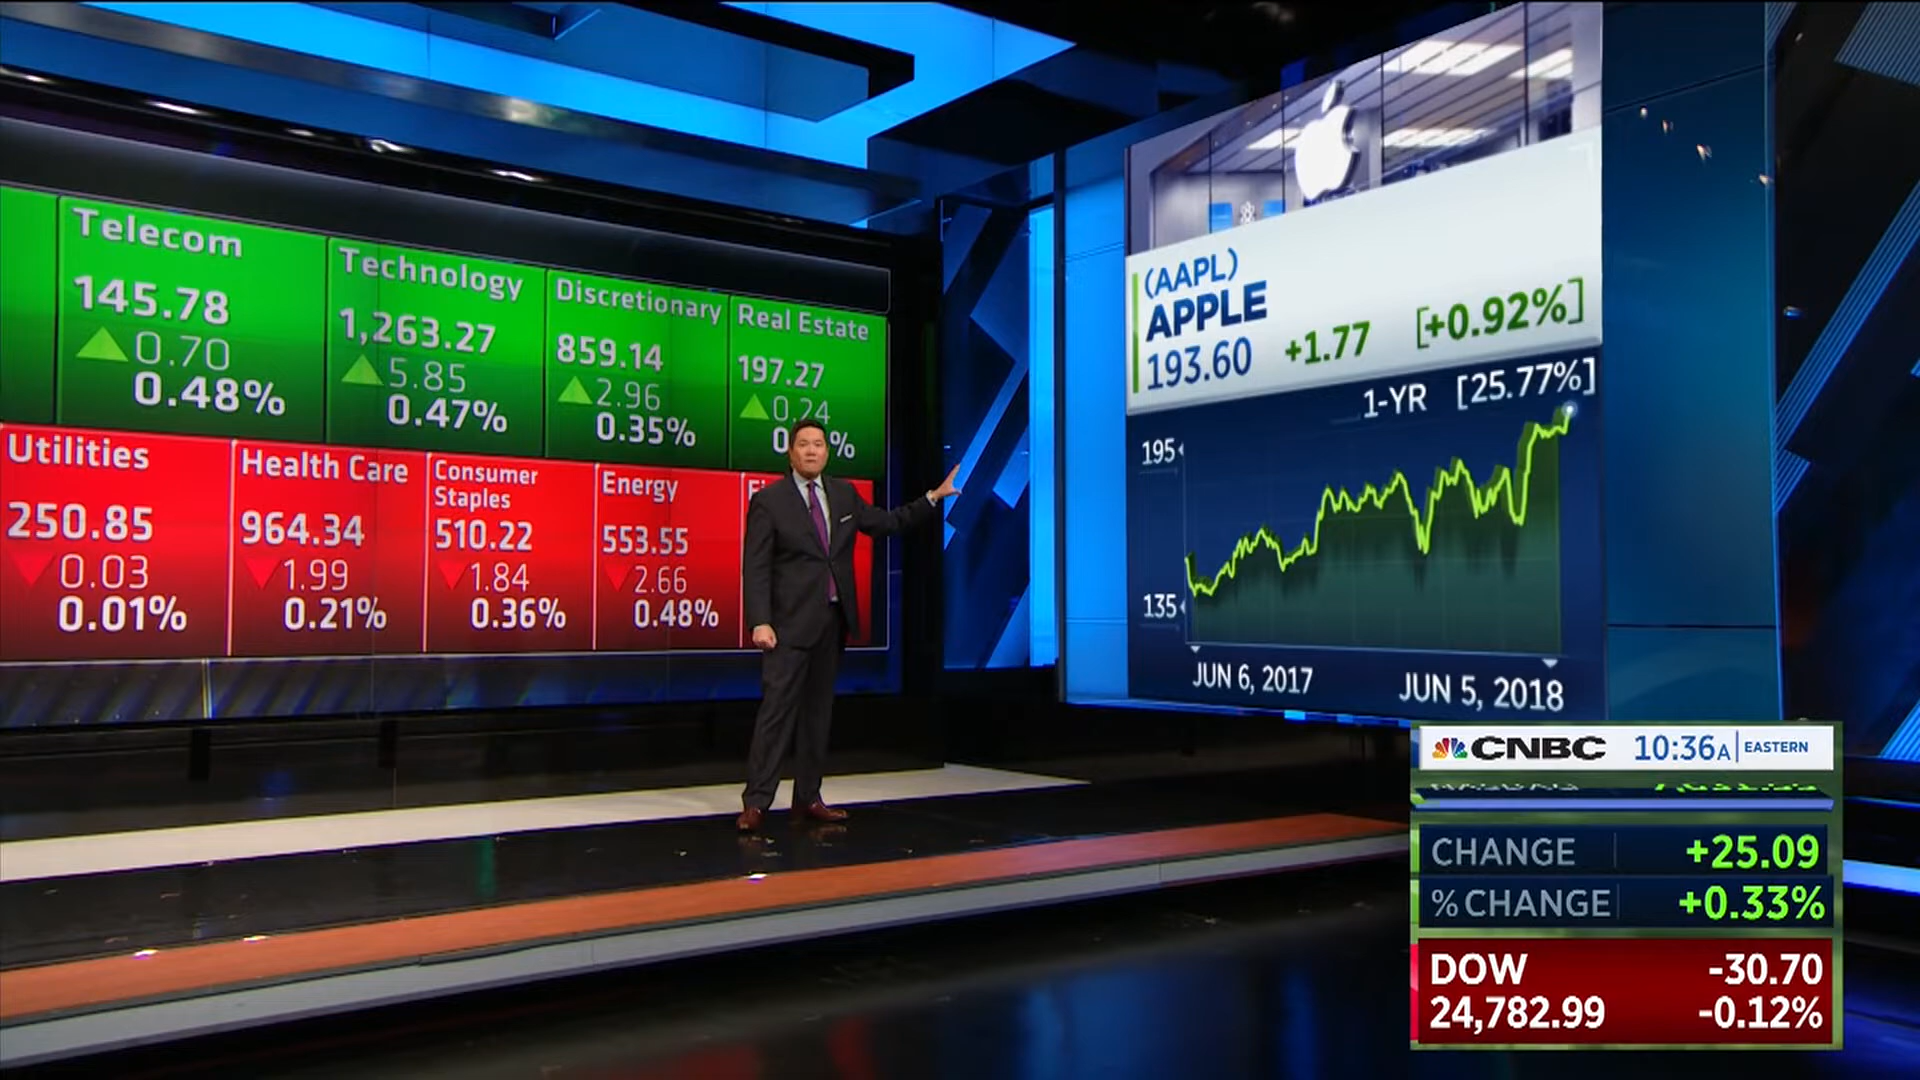 Telecom
145.78
0.70
0.48%
Technology
1,263.27
5.85
0.47%
Discretionary
859.14
2.96
0.35%
Real Estate
197.27
0.24
Utilities
250.85
0.03
0.01%
Health Care
964.34
1.99
0.21%
Consumer
Staples
510.22
1.84
0.36%
Energy
553.55
2.66
0.48%
(AAPL)
APPLE
193.60 +1.77 [+0.92%]
1-YR [25.77%]
195
135
JUN 6, 2017 JUN 5, 2018
CNBC 10:36A EASTERN
CHANGE +25.09
% CHANGE +0.33%
DOW -30.70
24,782.99 -0.12%